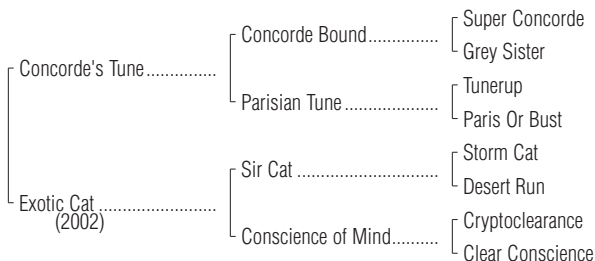 Super Concorde
Concorde Bound...............
Grey Sister
Concorde's Tune...............
Tunerup
Parisian Tune ....................
Paris Or Bust
Storm Cat
Sir Cat ..............................
Desert Run
Exotic Cat .........................
(2002)
Cryptoclearance
Conscience of Mind..........
Clear Conscience